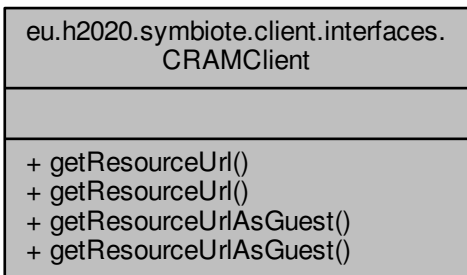 eu.h2020.symbiote.client.interfaces.
CRAMClient
+ getResourceUrl()
+ getResourceUrl()
+ getResourceUrlAsGuest()
+ getResourceUrlAsGuest()